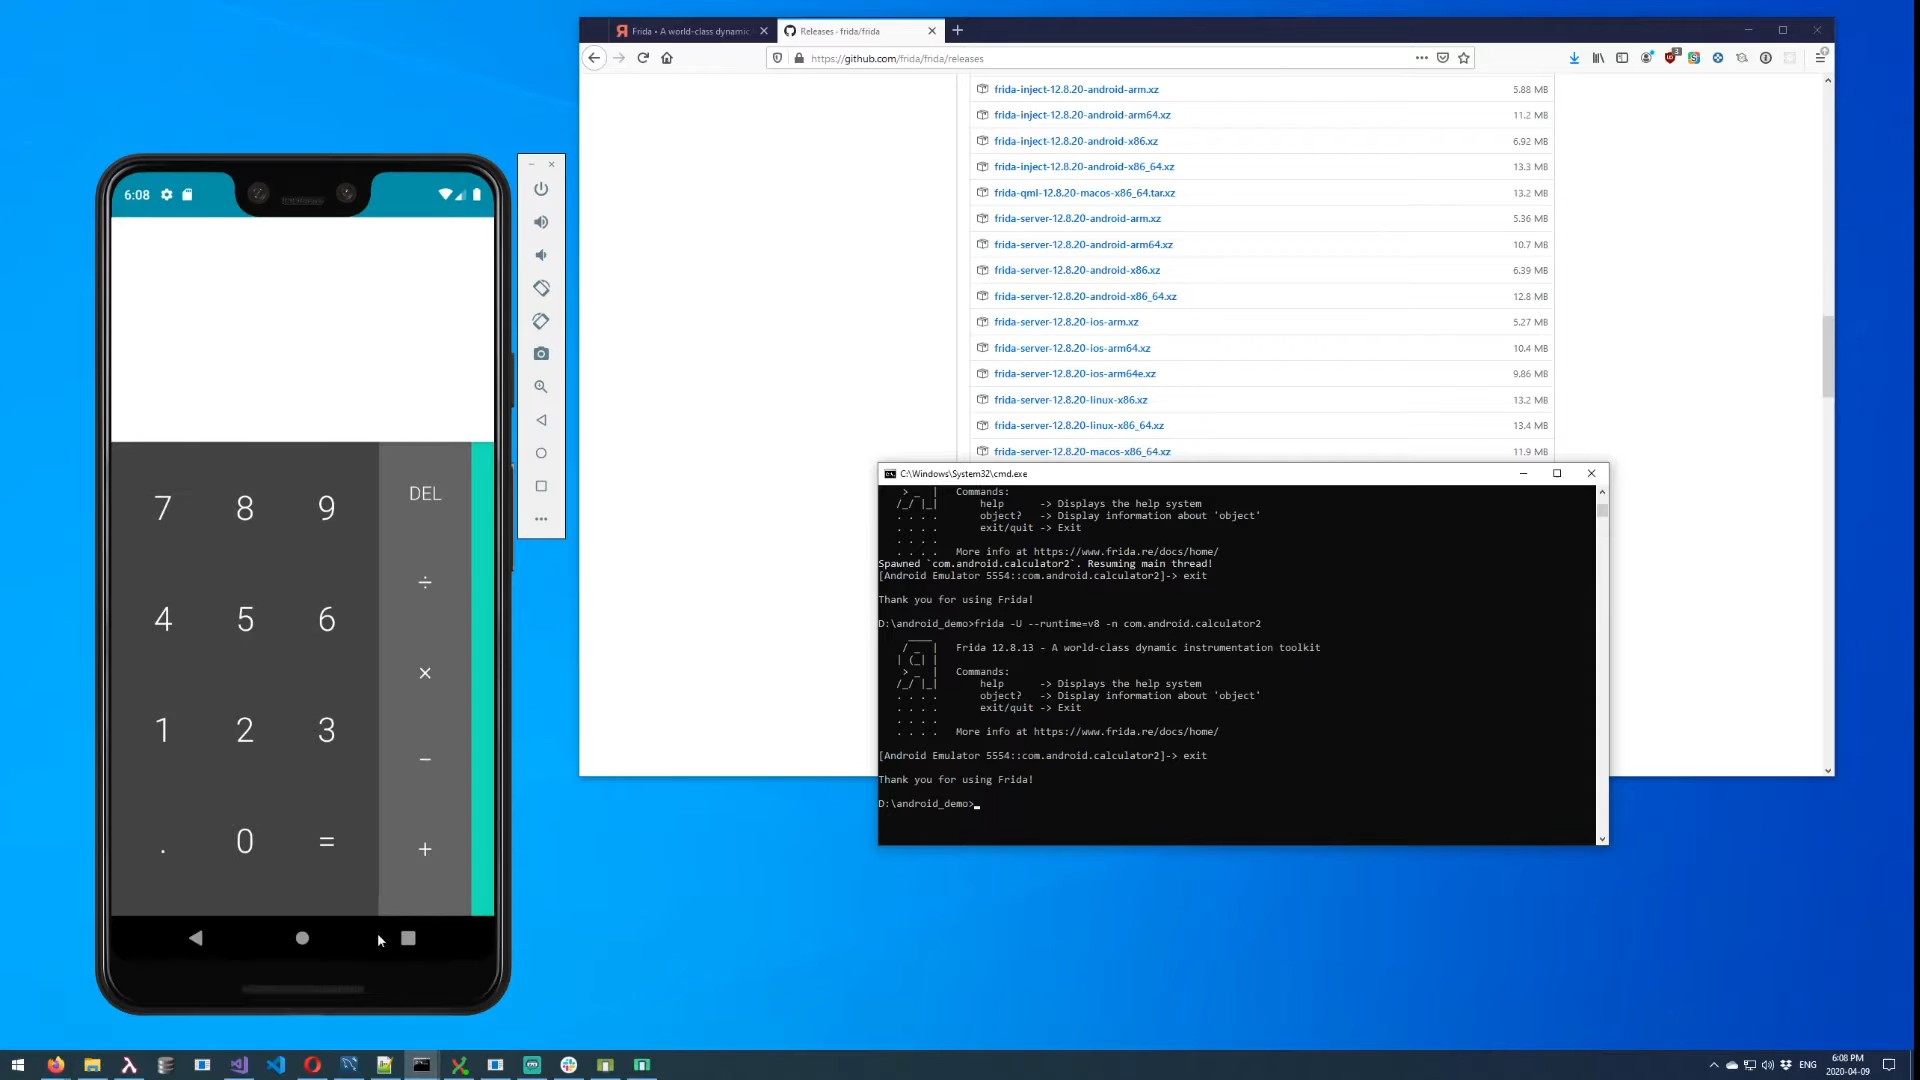 Frida • A world-class dynamic
Releases · frida/frida
https://github.com/frida/frida/releases
frida-inject-12.8.20-android-arm.xz 5.88 MB
frida-inject-12.8.20-android-arm64.xz 11.2 MB
frida-inject-12.8.20-android-x86.xz 6.92 MB
frida-inject-12.8.20-android-x86_64.xz 13.3 MB
frida-qml-12.8.20-macos-x86_64.tar.xz 13.2 MB
frida-server-12.8.20-android-arm.xz 5.36 MB
frida-server-12.8.20-android-arm64.xz 10.7 MB
frida-server-12.8.20-android-x86.xz 6.39 MB
frida-server-12.8.20-android-x86_64.xz 12.8 MB
frida-server-12.8.20-ios-arm.xz 5.27 MB
frida-server-12.8.20-ios-arm64.xz 10.4 MB
frida-server-12.8.20-ios-arm64e.xz 9.86 MB
frida-server-12.8.20-linux-x86.xz 13.2 MB
frida-server-12.8.20-linux-x86_64.xz 13.4 MB
frida-server-12.8.20-macos-x86_64.xz 11.9 MB
6:08
7 8 9 DEL
÷
4 5 6
×
1 2 3
−
. 0 = +
C:\Windows\System32\cmd.exe
> _ | Commands:
/_/ |_| help -> Displays the help system
. . . . object? -> Display information about 'object'
. . . . exit/quit -> Exit
. . . .
. . . . More info at https://www.frida.re/docs/home/
Spawned `com.android.calculator2`. Resuming main thread!
[Android Emulator 5554::com.android.calculator2]-> exit
Thank you for using Frida!
D:\android_demo>frida -U --runtime=v8 -n com.android.calculator2
____
/ _ | Frida 12.8.13 - A world-class dynamic instrumentation toolkit
| (_| |
> _ | Commands:
/_/ |_| help -> Displays the help system
. . . . object? -> Display information about 'object'
. . . . exit/quit -> Exit
. . . .
. . . . More info at https://www.frida.re/docs/home/
[Android Emulator 5554::com.android.calculator2]-> exit
Thank you for using Frida!
D:\android_demo>
ENG
6:08 PM
2020-04-09